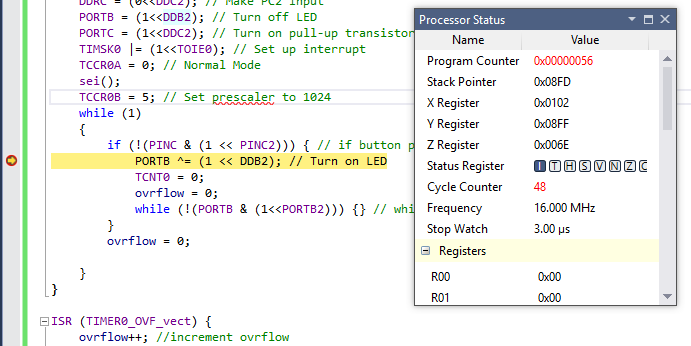 DDRC = (0<<DDC2); // Make PC2 input
PORTB = (1<<DDB2); // Turn off LED
PORTC = (1<<DDC2); // Turn on pull-up transistor
TIMSK0 |= (1<<TOIE0); // Set up interrupt
TCCR0A = 0; // Normal Mode
sei();
TCCR0B = 5; // Set prescaler to 1024
while (1)
{
if (!(PINC & (1 << PINC2))) { // if button p
PORTB ^= (1 << DDB2); // Turn on LED
TCNT0 = 0;
ovrflow = 0;
while (!(PORTB & (1<<PORTB2))) {} // whi
}
ovrflow = 0;
}
}
ISR (TIMER0_OVF_vect) {
ovrflow++; //increment ovrflow
Processor Status
Name Value
Program Counter 0x00000056
Stack Pointer 0x08FD
X Register 0x0102
Y Register 0x08FF
Z Register 0x006E
Status Register I T H S V N Z C
Cycle Counter 48
Frequency 16.000 MHz
Stop Watch 3.00 µs
Registers
R00 0x00
R01 0x00